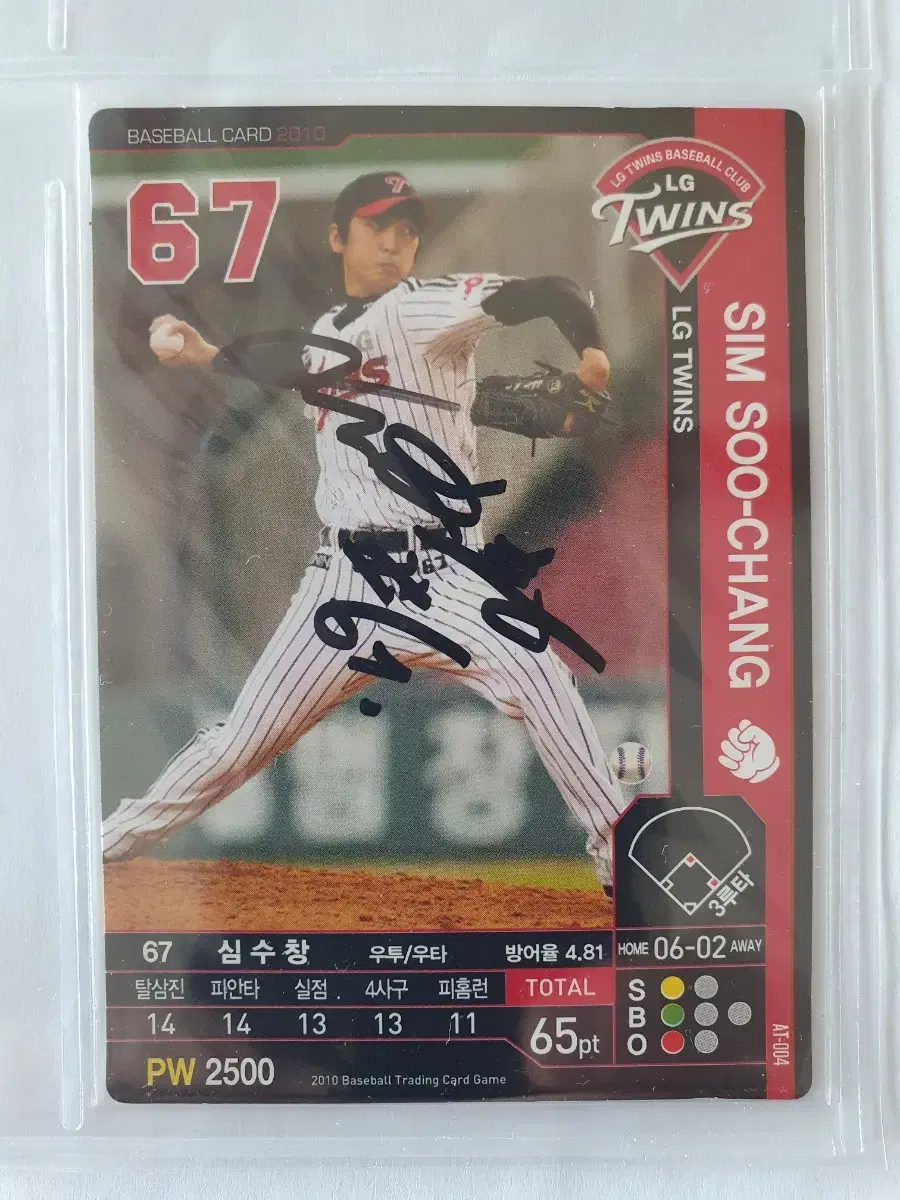 BASEBALL CARD 2010
67
LG TWINS BASEBALL CLUB
LG
TWINS
SIM SOO-CHANG
LG TWINS
67
3루타
67 심수창 우투/우타 방어율 4.81
HOME 06-02 AWAY
탈삼진 피안타 실점 4사구 피홈런 TOTAL
14 14 13 13 11 65pt
S
B
O
PW 2500
2010 Baseball Trading Card Game
AT-004